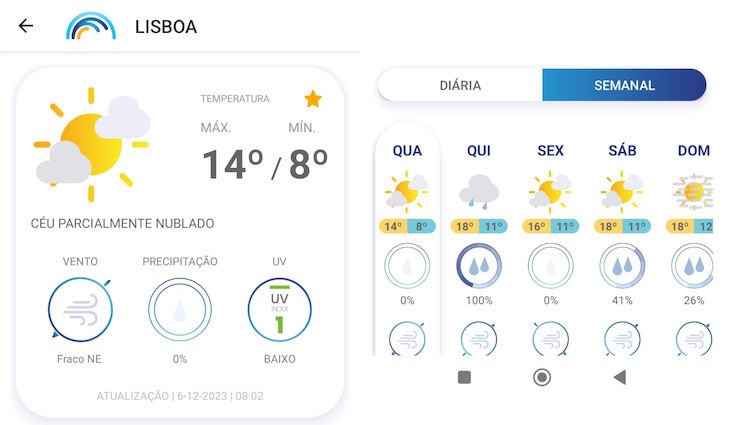 LISBOA
TEMPERATURA
MÁX. MÍN.
14º / 8º
CÉU PARCIALMENTE NUBLADO
VENTO PRECIPITAÇÃO UV
UV
INDEX
1
Fraco NE 0% BAIXO
ATUALIZAÇÃO | 6-12-2023 | 08:02
DIÁRIA SEMANAL
QUA QUI SEX SÁB DOM
14º 8º 18º 11º 16º 11º 18º 11º 18º 12
0% 100% 0% 41% 26%